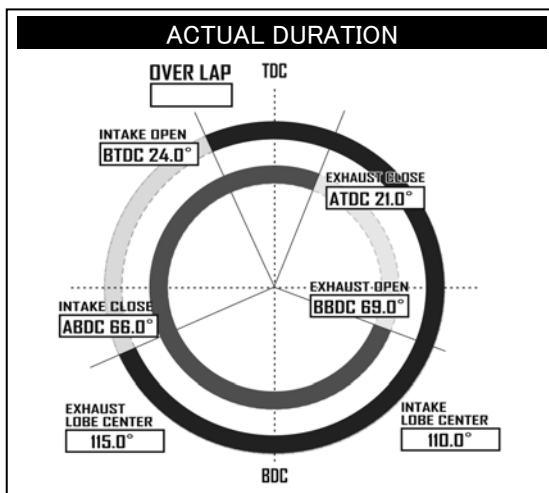 ACTUAL DURATION
OVER LAP
TDC
INTAKE OPEN
BTDC 24.0°
EXHAUST CLOSE
ATDC 21.0°
EXHAUST OPEN
BBDC 69.0°
INTAKE CLOSE
ABDC 66.0°
EXHAUST
LOBE CENTER
115.0°
INTAKE
LOBE CENTER
110.0°
BDC